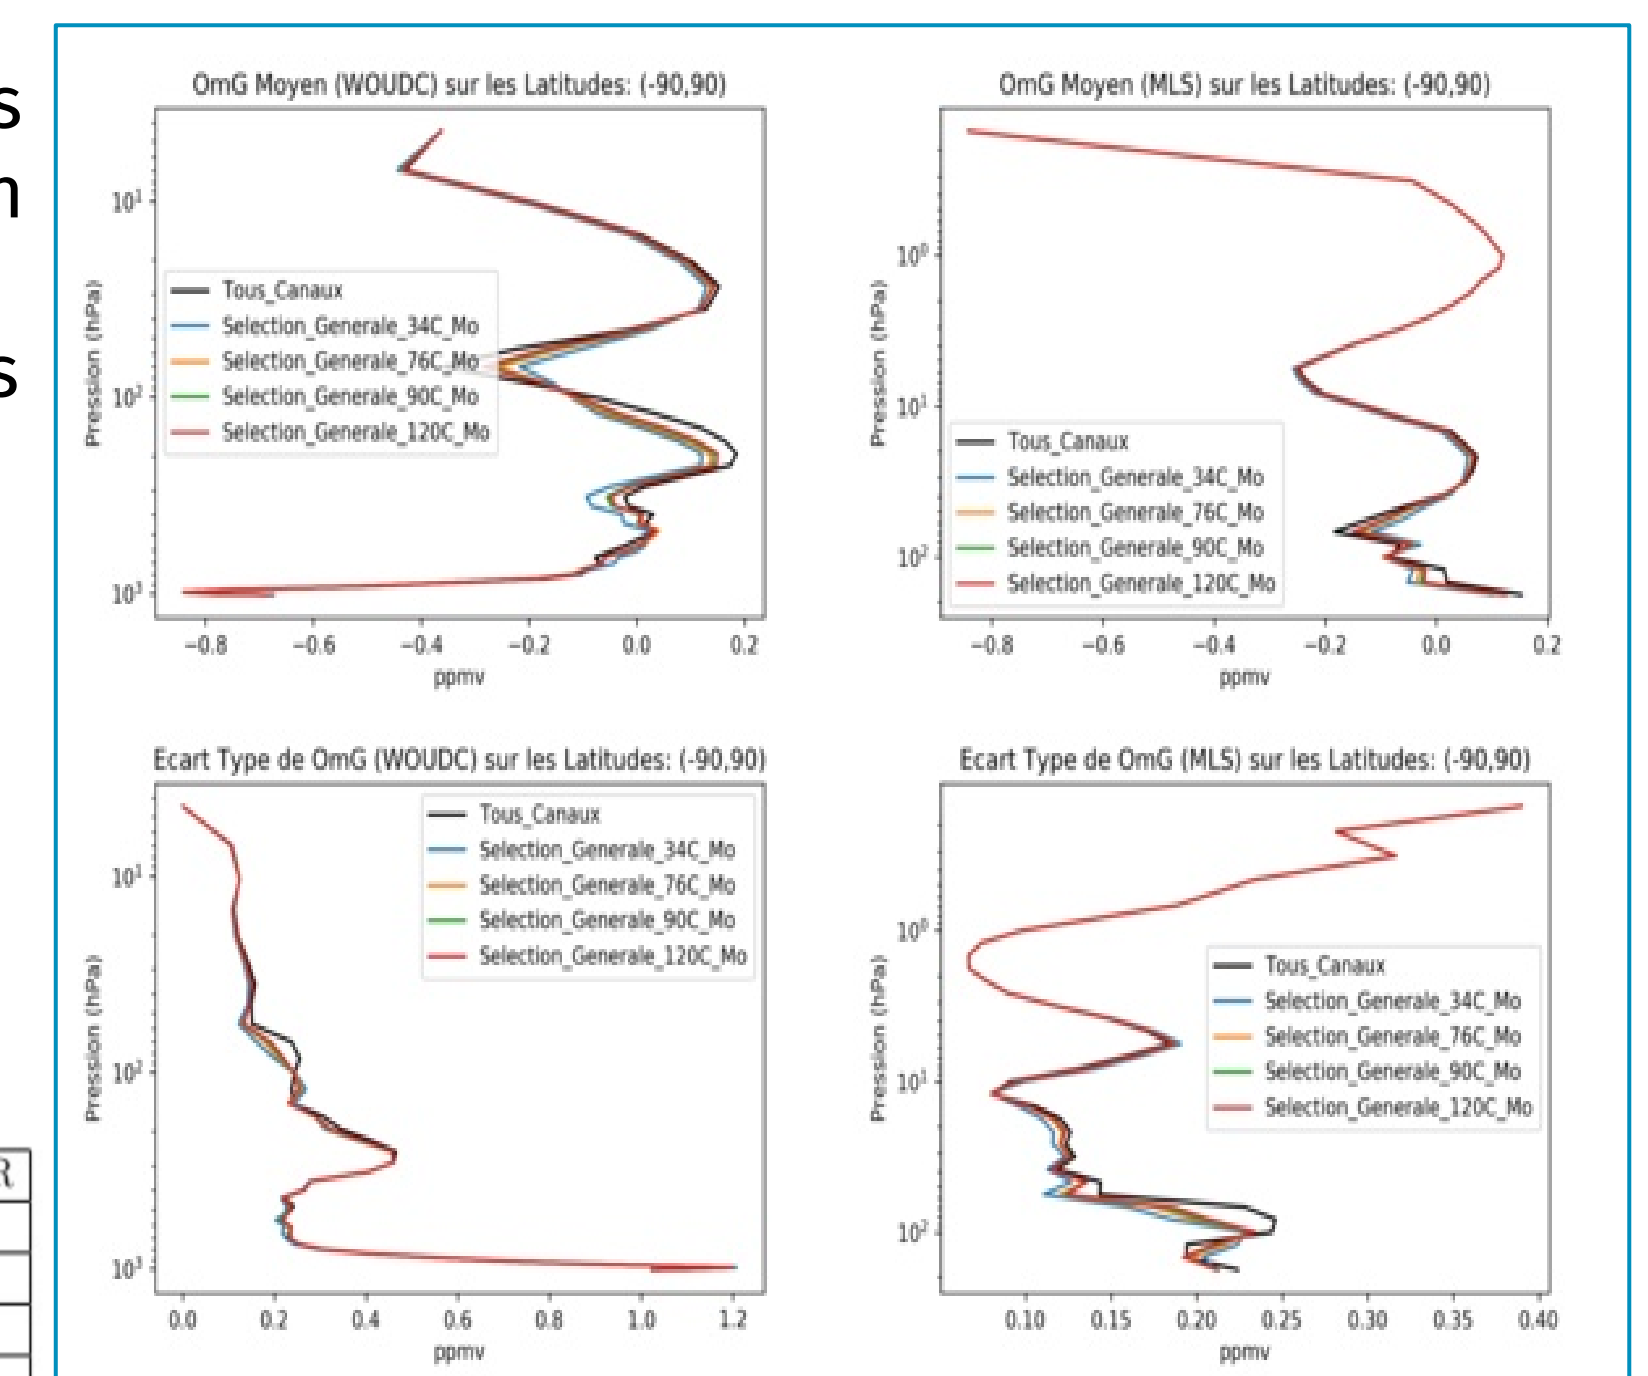 s
n
s
R
OmG Moyen (WOUDC) sur les Latitudes: (-90,90)
Pression (hPa)
10¹
10²
10³
Tous_Canaux
Selection_Generale_34C_Mo
Selection_Generale_76C_Mo
Selection_Generale_90C_Mo
Selection_Generale_120C_Mo
−0.8 −0.6 −0.4 −0.2 0.0 0.2
ppmv
OmG Moyen (MLS) sur les Latitudes: (-90,90)
Pression (hPa)
10⁰
10¹
10²
Tous_Canaux
Selection_Generale_34C_Mo
Selection_Generale_76C_Mo
Selection_Generale_90C_Mo
Selection_Generale_120C_Mo
−0.8 −0.6 −0.4 −0.2 0.0 0.2
ppmv
Ecart Type de OmG (WOUDC) sur les Latitudes: (-90,90)
Pression (hPa)
10¹
10²
10³
Tous_Canaux
Selection_Generale_34C_Mo
Selection_Generale_76C_Mo
Selection_Generale_90C_Mo
Selection_Generale_120C_Mo
0.0 0.2 0.4 0.6 0.8 1.0 1.2
ppmv
Ecart Type de OmG (MLS) sur les Latitudes: (-90,90)
Pression (hPa)
10⁰
10¹
10²
Tous_Canaux
Selection_Generale_34C_Mo
Selection_Generale_76C_Mo
Selection_Generale_90C_Mo
Selection_Generale_120C_Mo
0.10 0.15 0.20 0.25 0.30 0.35 0.40
ppmv